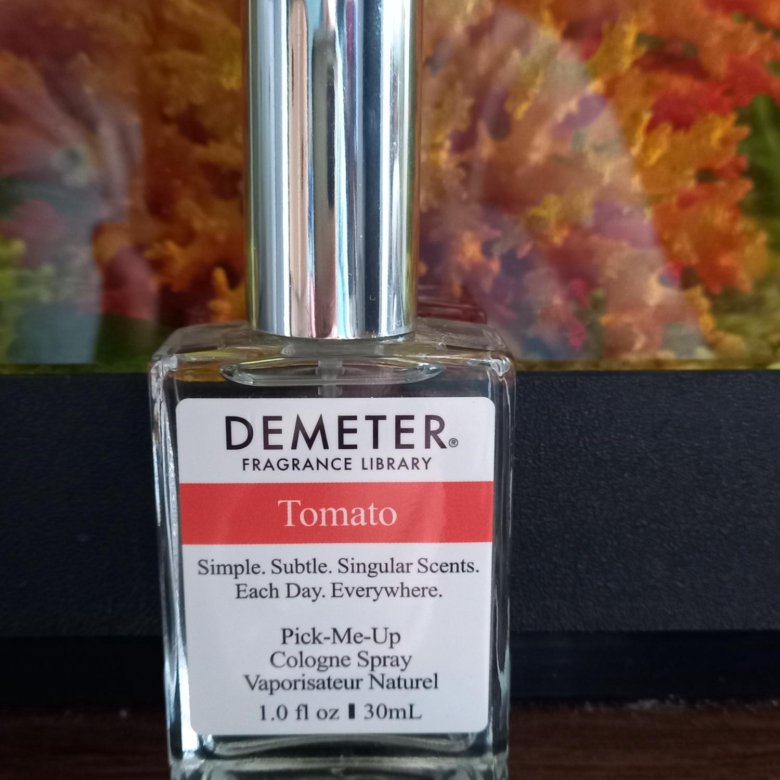 DEMETER®
FRAGRANCE LIBRARY
Tomato
Simple. Subtle. Singular Scents.
Each Day. Everywhere.
Pick-Me-Up
Cologne Spray
Vaporisateur Naturel
1.0 fl oz ▮ 30mL